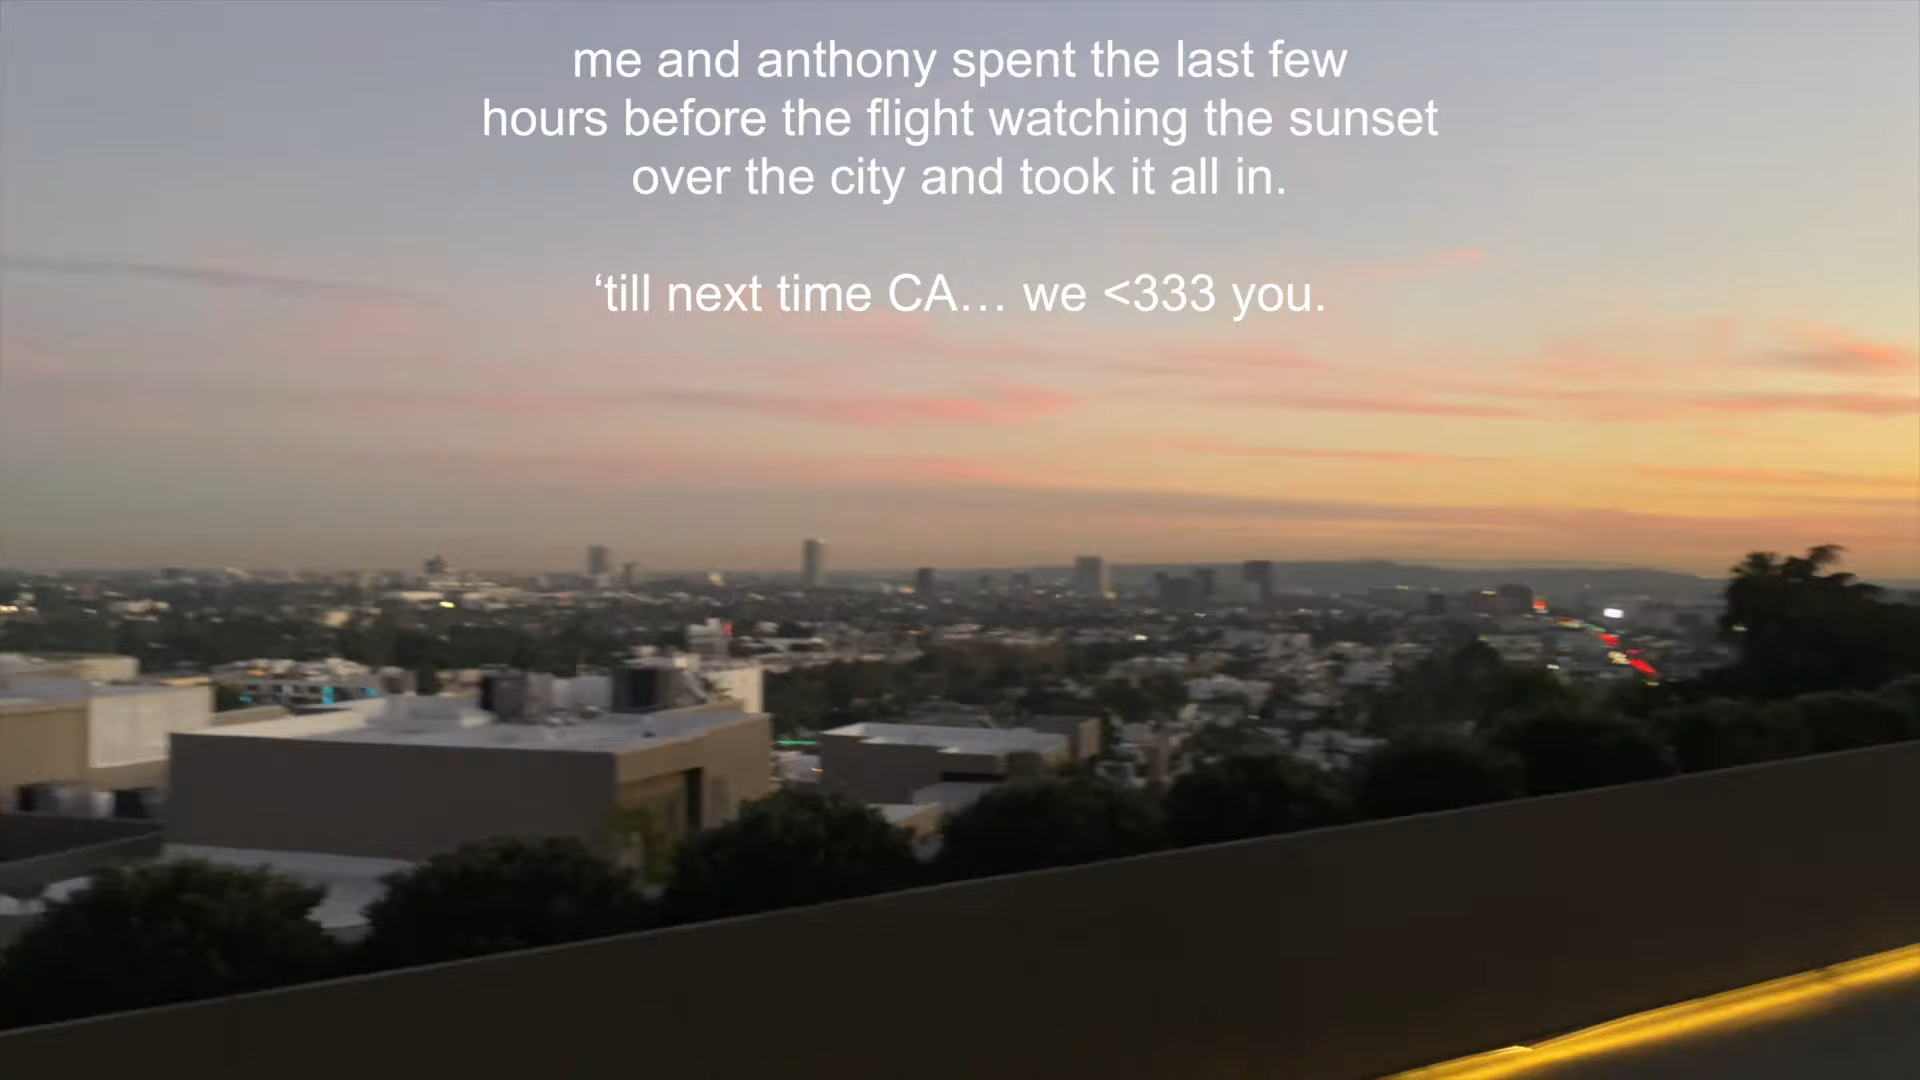 me and anthony spent the last few
hours before the flight watching the sunset
over the city and took it all in.
‘till next time CA… we <333 you.